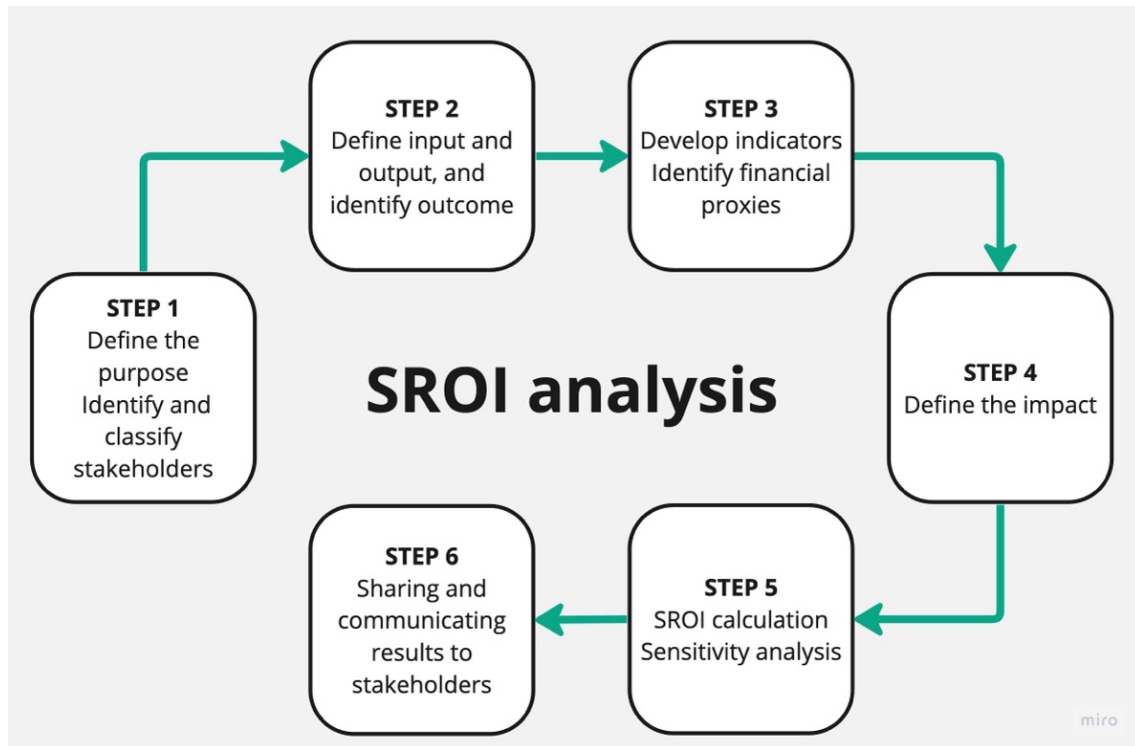 STEP 1
Define the
purpose
Identify and
classify
stakeholders
STEP 2
Define input and
output, and
identify outcome
STEP 3
Develop indicators
Identify financial
proxies
STEP 4
Define the impact
SROI analysis
STEP 5
SROI calculation
Sensitivity analysis
STEP 6
Sharing and
communicating
results to
stakeholders
miro